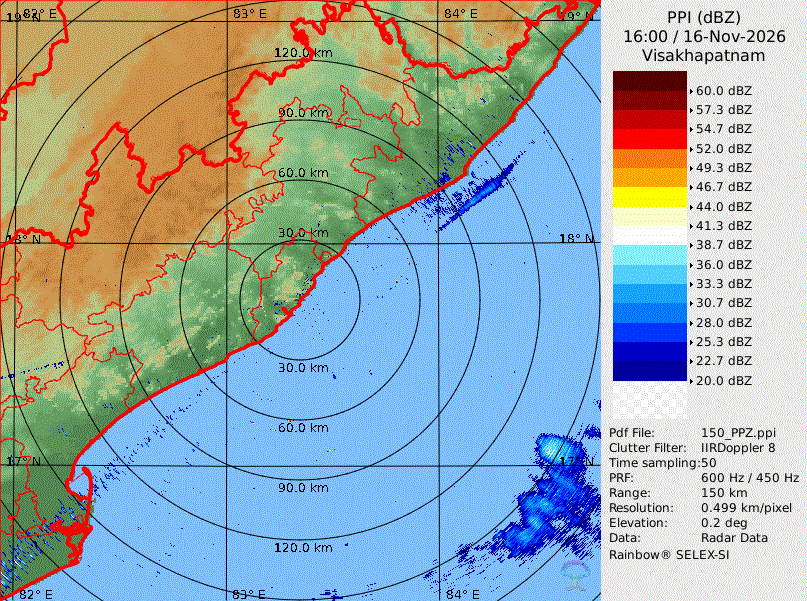 82° E
83° E
84° E
19° N
19° N
120.0 km
90.0 km
60.0 km
30.0 km
18° N
18° N
30.0 km
60.0 km
17° N
17° N
90.0 km
120.0 km
82° E
83° E
84° E
PPI (dBZ)
16:00 / 16-Nov-2026
Visakhapatnam
60.0 dBZ
57.3 dBZ
54.7 dBZ
52.0 dBZ
49.3 dBZ
46.7 dBZ
44.0 dBZ
41.3 dBZ
38.7 dBZ
36.0 dBZ
33.3 dBZ
30.7 dBZ
28.0 dBZ
25.3 dBZ
22.7 dBZ
20.0 dBZ
Pdf File: 150_PPZ.ppi
Clutter Filter: IIRDoppler 8
Time sampling:50
PRF: 600 Hz / 450 Hz
Range: 150 km
Resolution: 0.499 km/pixel
Elevation: 0.2 deg
Data: Radar Data
Rainbow® SELEX-SI